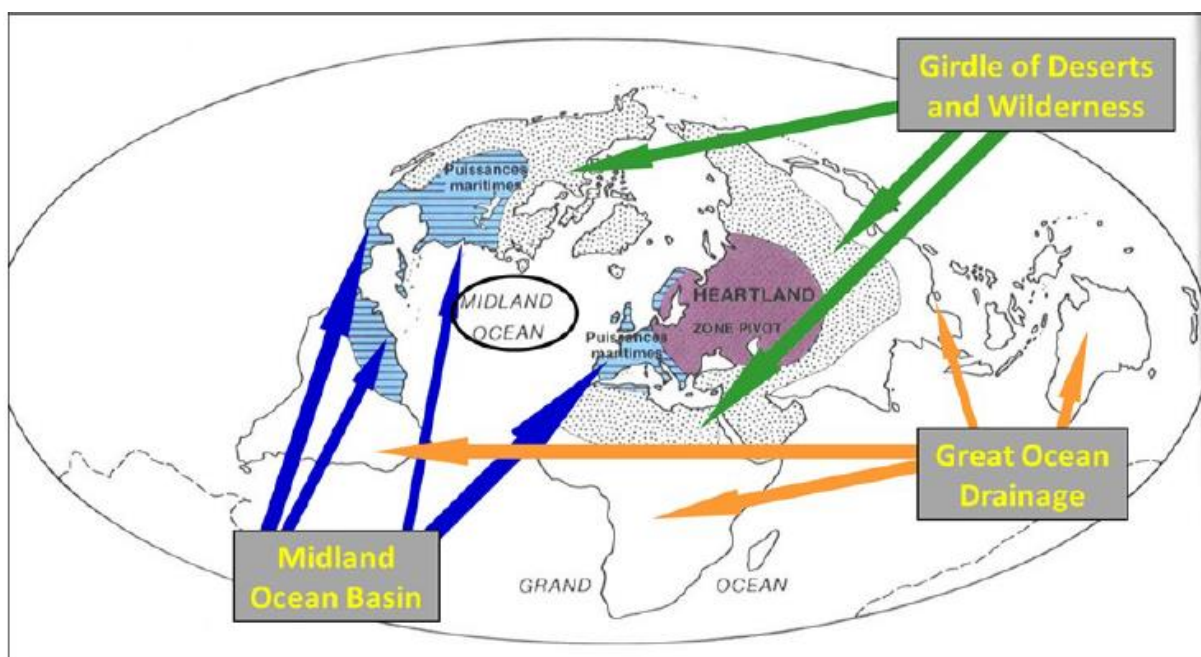 Girdle of Deserts
and Wilderness
Puissances
maritimes
MIDLAND
OCEAN
HEARTLAND
ZONE PIVOT
Puissances
maritimes
Great Ocean
Drainage
Midland
Ocean Basin
GRAND OCEAN